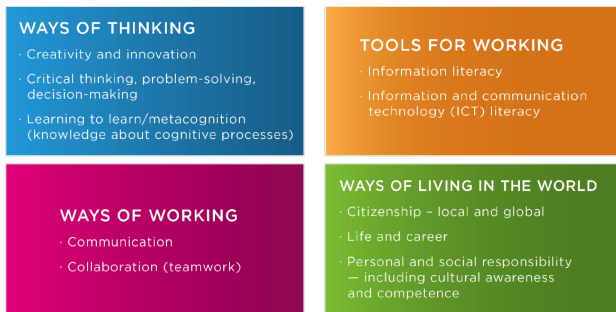 WAYS OF THINKING
· Creativity and innovation
· Critical thinking, problem-solving,
decision-making
· Learning to learn/metacognition
(knowledge about cognitive processes)
TOOLS FOR WORKING
· Information literacy
· Information and communication
technology (ICT) literacy
WAYS OF WORKING
· Communication
· Collaboration (teamwork)
WAYS OF LIVING IN THE WORLD
· Citizenship – local and global
· Life and career
· Personal and social responsibility
— including cultural awareness
and competence